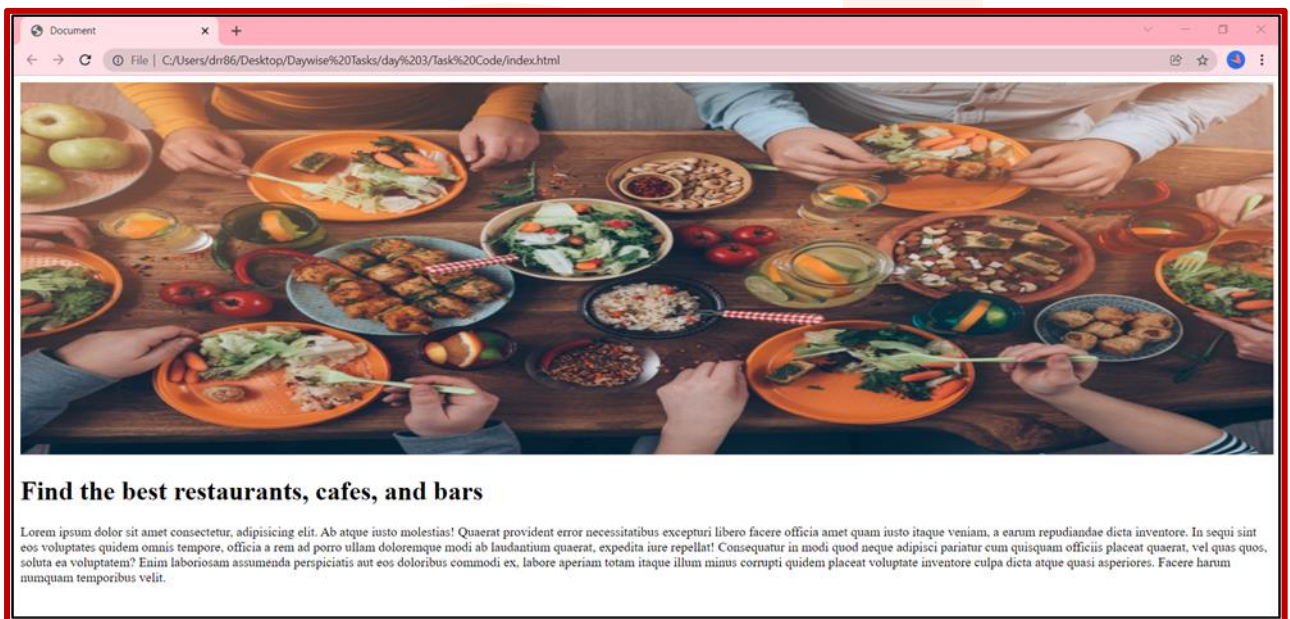 Document
File | C:/Users/drr86/Desktop/Daywise%20Tasks/day%203/Task%20Code/index.html
Find the best restaurants, cafes, and bars
Lorem ipsum dolor sit amet consectetur, adipisicing elit. Ab atque iusto molestias! Quaerat provident error necessitatibus excepturi libero facere officia amet quam iusto itaque veniam, a earum repudiandae dicta inventore. In sequi sint
eos voluptates quidem omnis tempore, officia a rem ad porro ullam doloremque modi ab laudantium quaerat, expedita iure repellat! Consequatur in modi quod neque adipisci pariatur cum quisquam officiis placeat quaerat, vel quas quos,
soluta ea voluptatem? Enim laboriosam assumenda perspiciatis aut eos doloribus commodi ex, labore aperiam totam itaque illum minus corrupti quidem placeat voluptate inventore culpa dicta atque quasi asperiores. Facere harum
numquam temporibus velit.